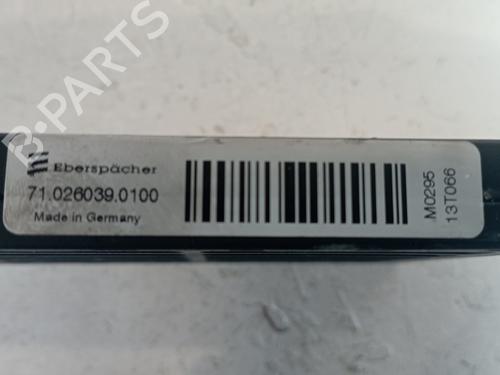 B-PARTS
Eberspächer
71.026039.0100
Made in Germany
M0295
13T066